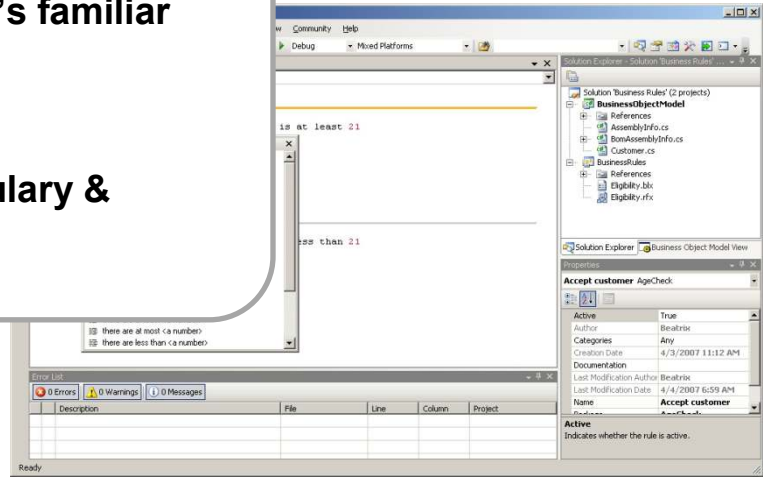 's familiar
ulary &
Community Help
Debug Mixed Platforms
is at least 21
ess than 21
there are at most <a number>
there are less than <a number>
Solution Explorer - Solution 'Business Rules' ...
Solution 'Business Rules' (2 projects)
BusinessObjectModel
References
AssemblyInfo.cs
BomAssemblyInfo.cs
Customer.cs
BusinessRules
References
Eligibility.blx
Eligibility.rfx
Solution Explorer Business Object Model View
Properties
Accept customer AgeCheck
Active True
Author Beatrix
Categories Any
Creation Date 4/3/2007 11:12 AM
Documentation
Last Modification Author Beatrix
Last Modification Date 4/4/2007 6:59 AM
Name Accept customer
Active
Indicates whether the rule is active.
Error List
0 Errors 0 Warnings 0 Messages
Description File Line Column Project
Ready